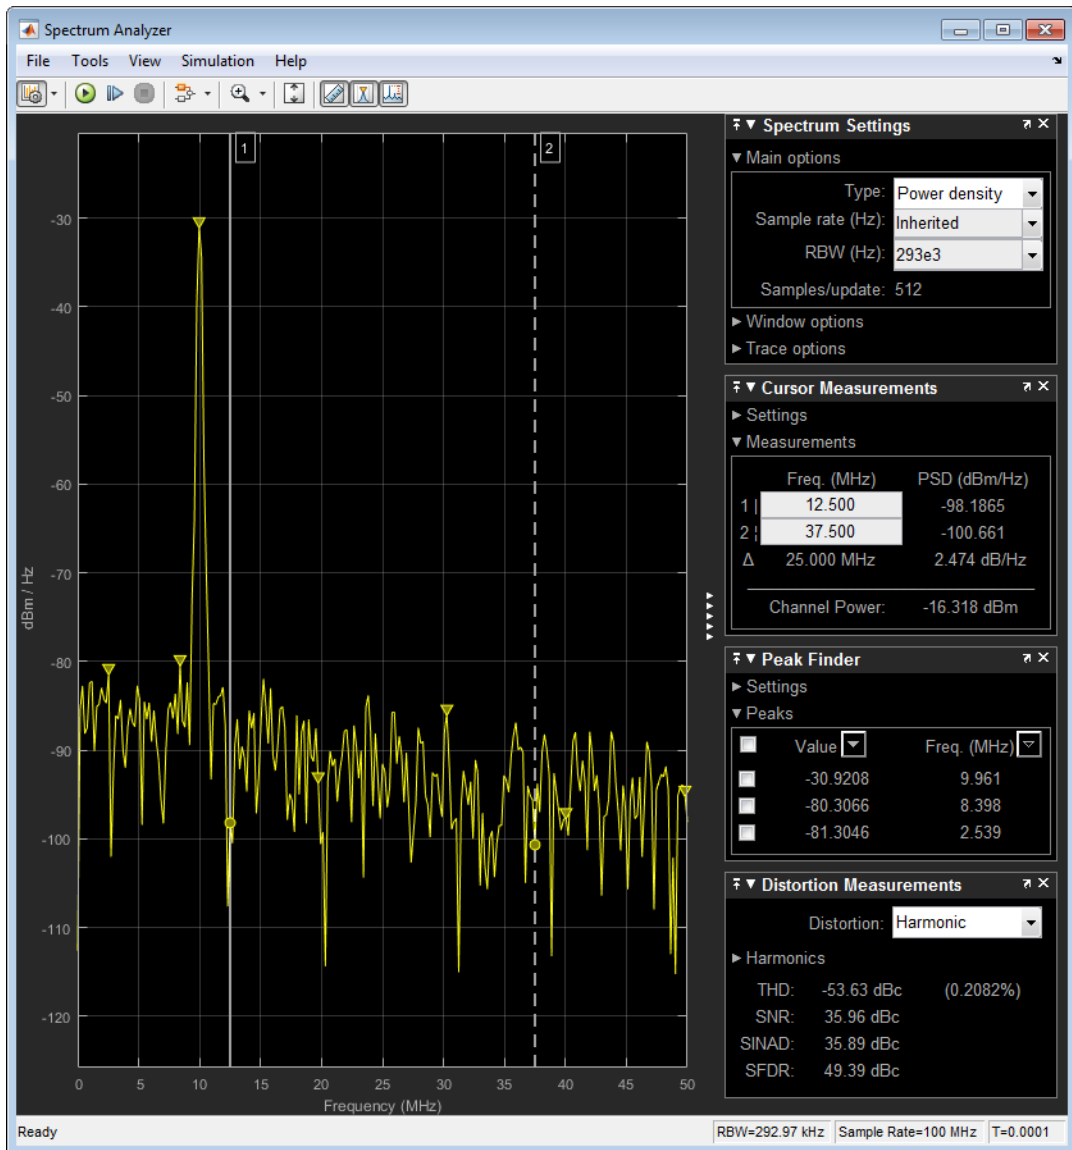 Spectrum Analyzer
File Tools View Simulation Help
1
2
-30
-40
-50
-60
-70
-80
-90
-100
-110
-120
dBm / Hz
0 5 10 15 20 25 30 35 40 45 50
Frequency (MHz)
Spectrum Settings
Main options
Type: Power density
Sample rate (Hz): Inherited
RBW (Hz): 293e3
Samples/update: 512
Window options
Trace options
Cursor Measurements
Settings
Measurements
Freq. (MHz) PSD (dBm/Hz)
1 | 12.500 -98.1865
2 ¦ 37.500 -100.661
Δ 25.000 MHz 2.474 dB/Hz
Channel Power: -16.318 dBm
Peak Finder
Settings
Peaks
Value Freq. (MHz)
-30.9208 9.961
-80.3066 8.398
-81.3046 2.539
Distortion Measurements
Distortion: Harmonic
Harmonics
THD: -53.63 dBc (0.2082%)
SNR: 35.96 dBc
SINAD: 35.89 dBc
SFDR: 49.39 dBc
Ready
RBW=292.97 kHz Sample Rate=100 MHz T=0.0001